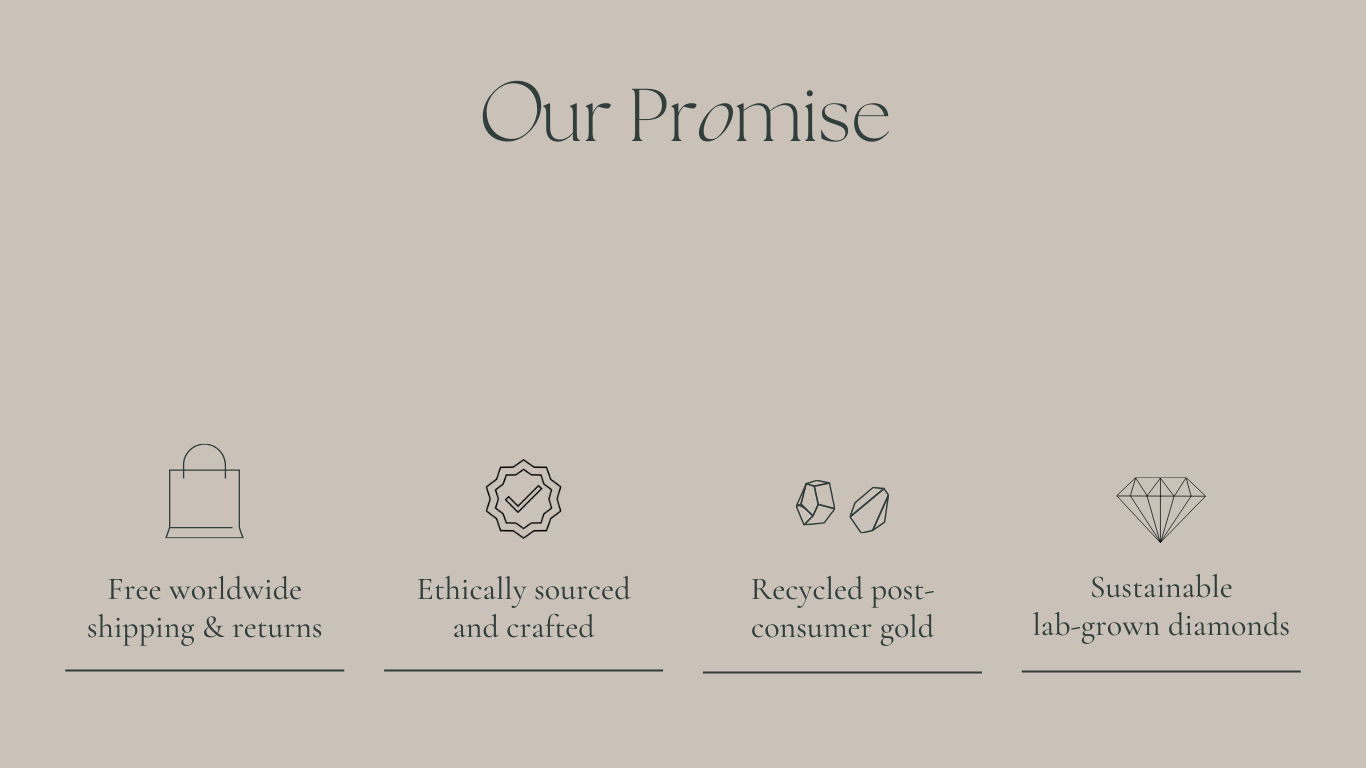 Our Promise
Free worldwide
shipping & returns
Ethically sourced
and crafted
Recycled post-
consumer gold
Sustainable
lab-grown diamonds